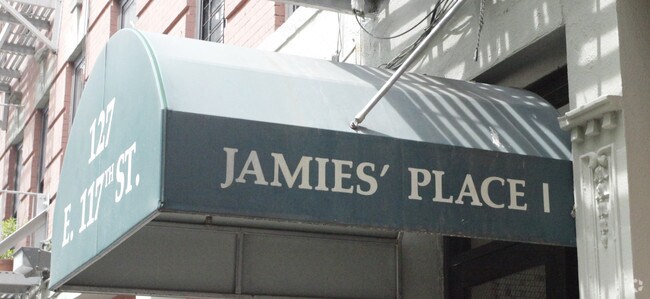 127
E. 117TH ST.
JAMIES' PLACE I